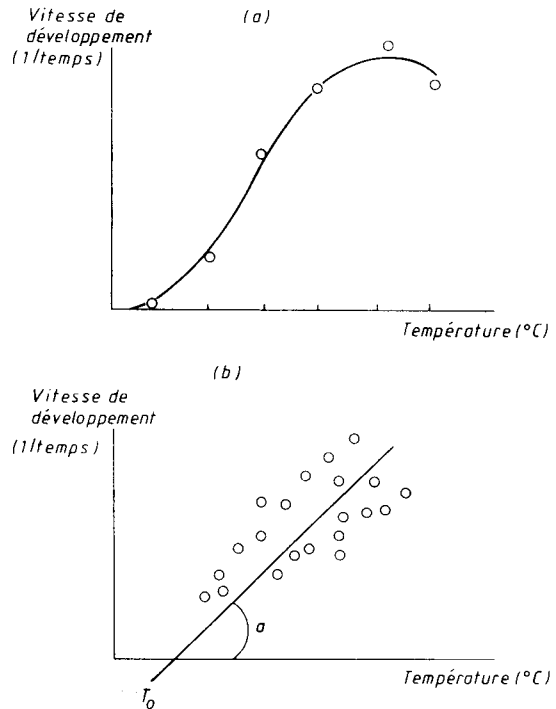 Vitesse de
développement
(1/temps)
(a)
Température (°C)
(b)
Vitesse de
développement
(1/temps)
a
T₀
Température (°C)